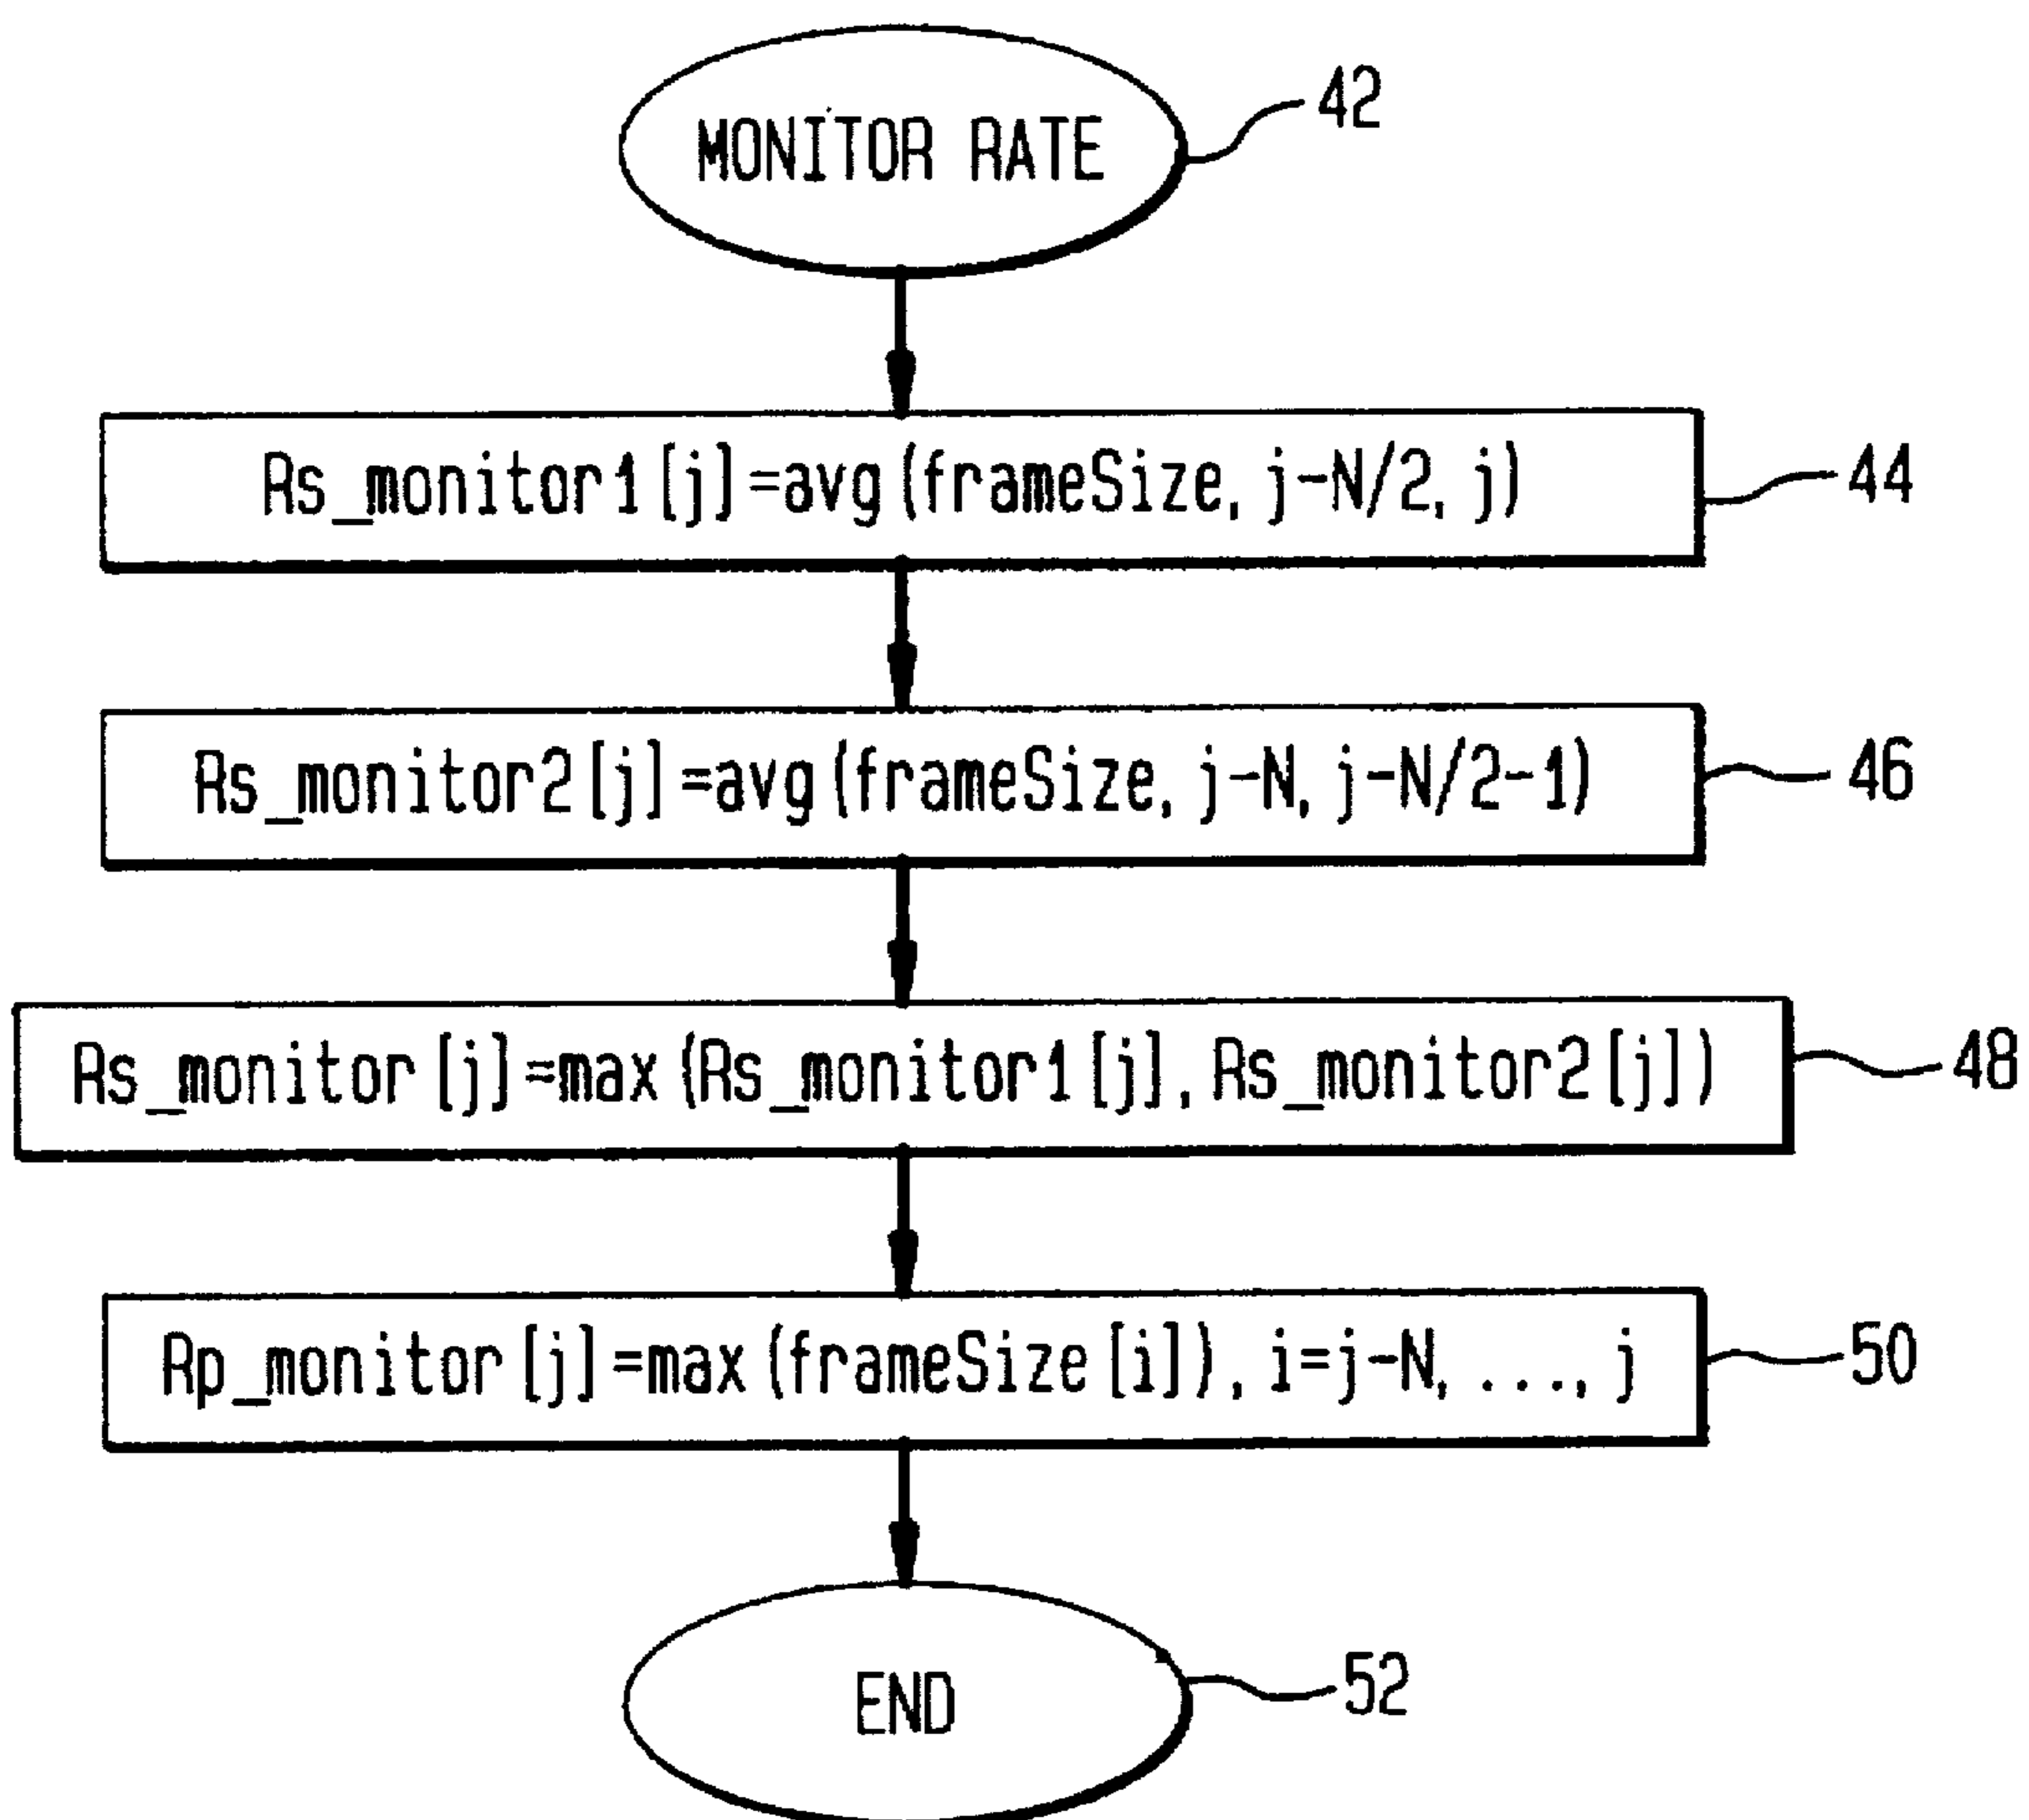 MONITOR RATE
42
Rs_monitor1[j]=avg(frameSize, j-N/2, j)
44
Rs_monitor2[j]=avg(frameSize, j-N, j-N/2-1)
46
Rs_monitor[j]=max(Rs_monitor1[j], Rs_monitor2[j])
48
Rp_monitor[j]=max(frameSize[i]), i=j-N, ..., j
50
END
52